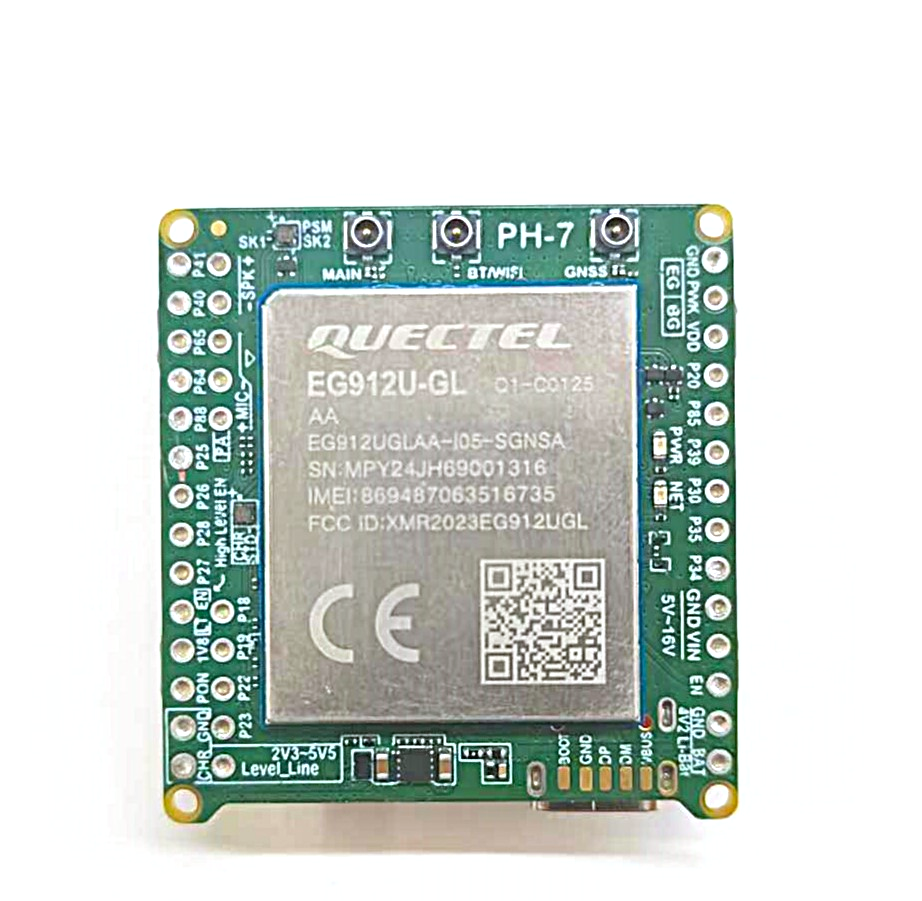 PSM
SK1 SK2
PH-7
MAIN
BT/WIFI
GNSS
P41
P40
P65
P64
P88
P25
P26
P28
P27
EN
LT
1V8
PON
CHR_GND
-SPK+
+MIC-
PA
High Level EN
CHR
STD
P18
P19
P22
P23
QUECTEL
EG912U-GL Q1-C0125
AA
EG912UGLAA-I05-SGNSA
SN:MPY24JH69001316
IMEI:869487063516735
FCC ID:XMR2023EG912UGL
CE
GND
PWK
VDD
P20
P85
P39
P30
P35
P34
GND
VIN
EN
GND
BAT
EG 8G
PWR
NET
5V~16V
2V3~5V5
Level_Line
BOOT
GND
DP
DM
VBUS